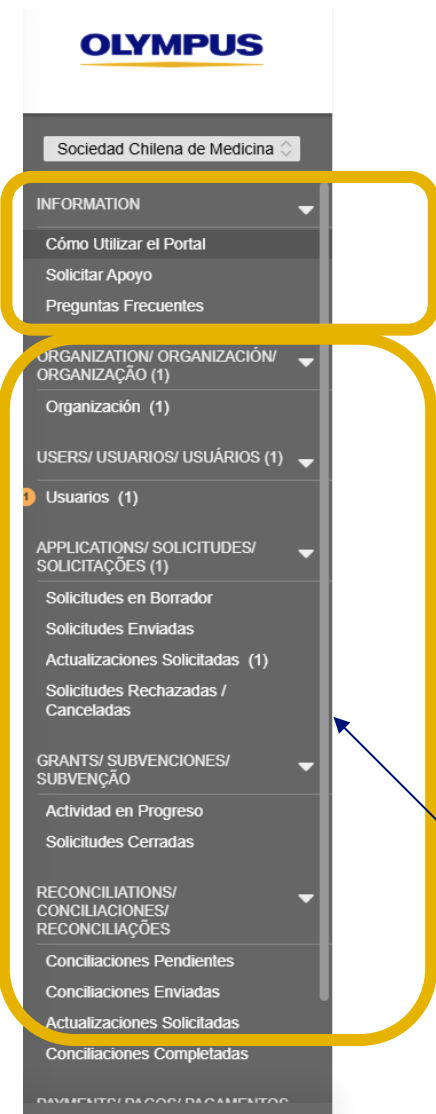 OLYMPUS
Sociedad Chilena de Medicina
INFORMATION
Cómo Utilizar el Portal
Solicitar Apoyo
Preguntas Frecuentes
ORGANIZATION/ ORGANIZACIÓN/
ORGANIZAÇÃO (1)
Organización (1)
USERS/ USUARIOS/ USUÁRIOS (1)
1 Usuarios (1)
APPLICATIONS/ SOLICITUDES/
SOLICITAÇÕES (1)
Solicitudes en Borrador
Solicitudes Enviadas
Actualizaciones Solicitadas (1)
Solicitudes Rechazadas /
Canceladas
GRANTS/ SUBVENCIONES/
SUBVENÇÃO
Actividad en Progreso
Solicitudes Cerradas
RECONCILIATIONS/
CONCILIACIONES/
RECONCILIAÇÕES
Conciliaciones Pendientes
Conciliaciones Enviadas
Actualizaciones Solicitadas
Conciliaciones Completadas
PAYMENTS/ PAGOS/ PAGAMENTOS